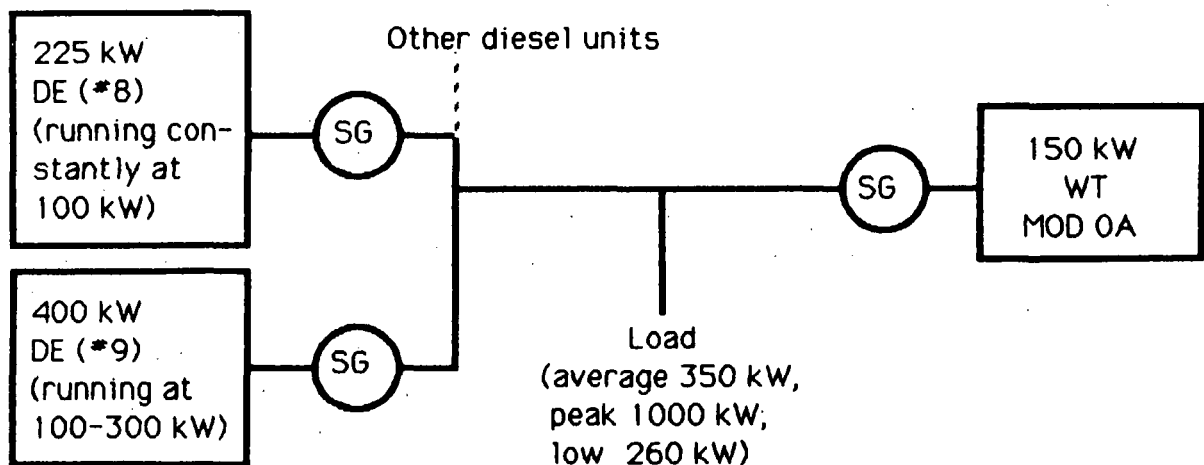 225 kW
DE (#8)
(running con-
stantly at
100 kW)
SG
Other diesel units
400 kW
DE (#9)
(running at
100-300 kW)
SG
Load
(average 350 kW,
peak 1000 kW;
low 260 kW)
SG
150 kW
WT
MOD 0A